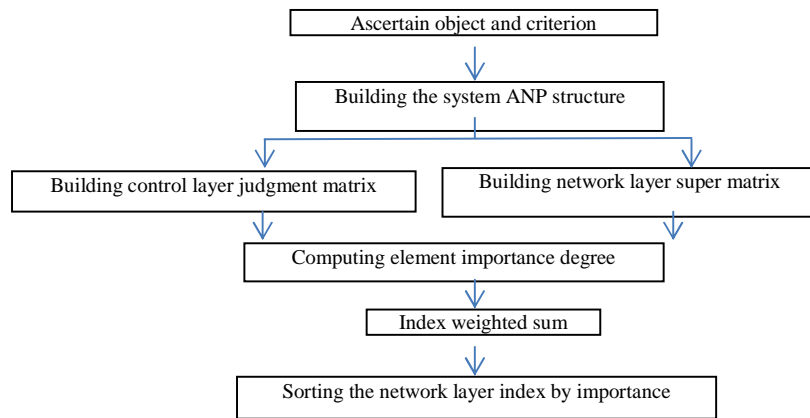 Ascertain object and criterion
Building the system ANP structure
Building control layer judgment matrix
Building network layer super matrix
Computing element importance degree
Index weighted sum
Sorting the network layer index by importance